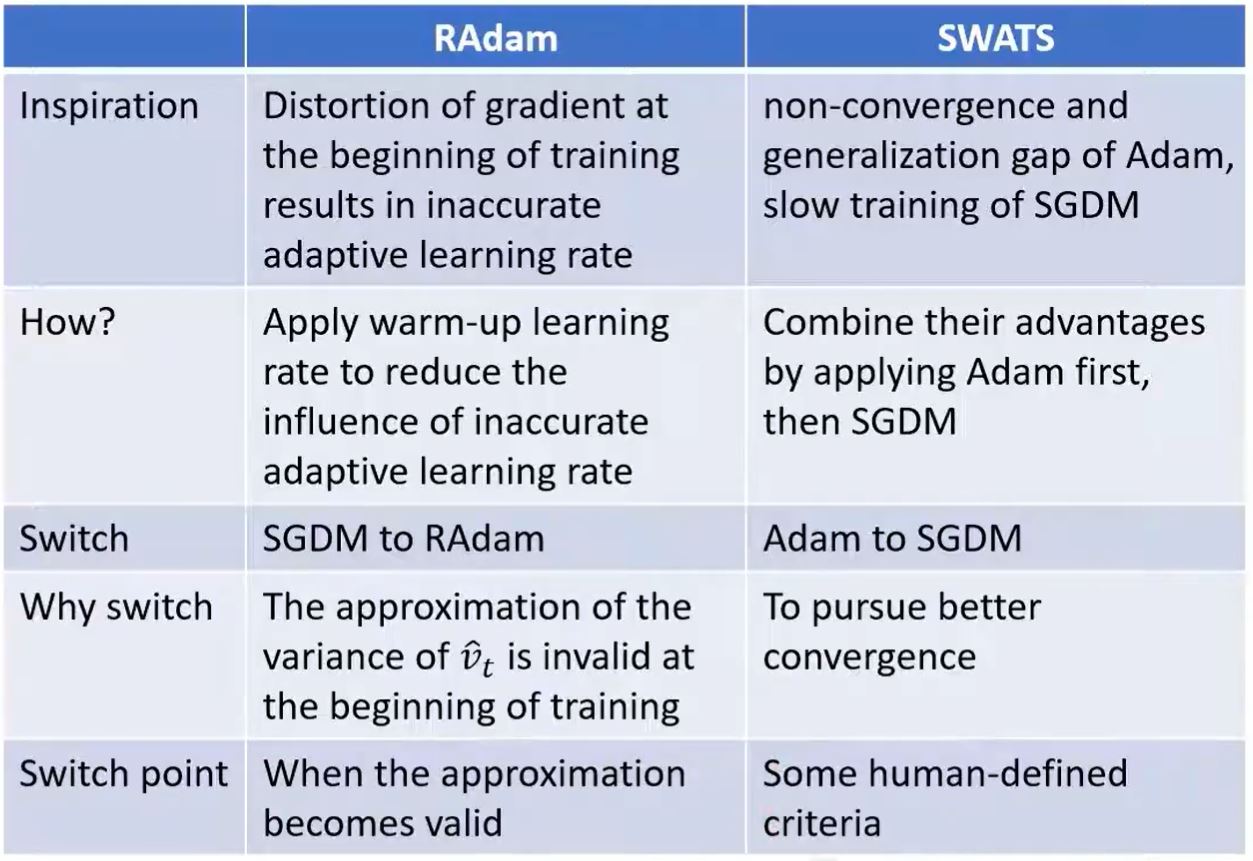 RAdam
SWATS
Inspiration
Distortion of gradient at
the beginning of training
results in inaccurate
adaptive learning rate
non-convergence and
generalization gap of Adam,
slow training of SGDM
How?
Apply warm-up learning
rate to reduce the
influence of inaccurate
adaptive learning rate
Combine their advantages
by applying Adam first,
then SGDM
Switch
SGDM to RAdam
Adam to SGDM
Why switch
The approximation of the
variance of v̂ₜ is invalid at
the beginning of training
To pursue better
convergence
Switch point
When the approximation
becomes valid
Some human-defined
criteria